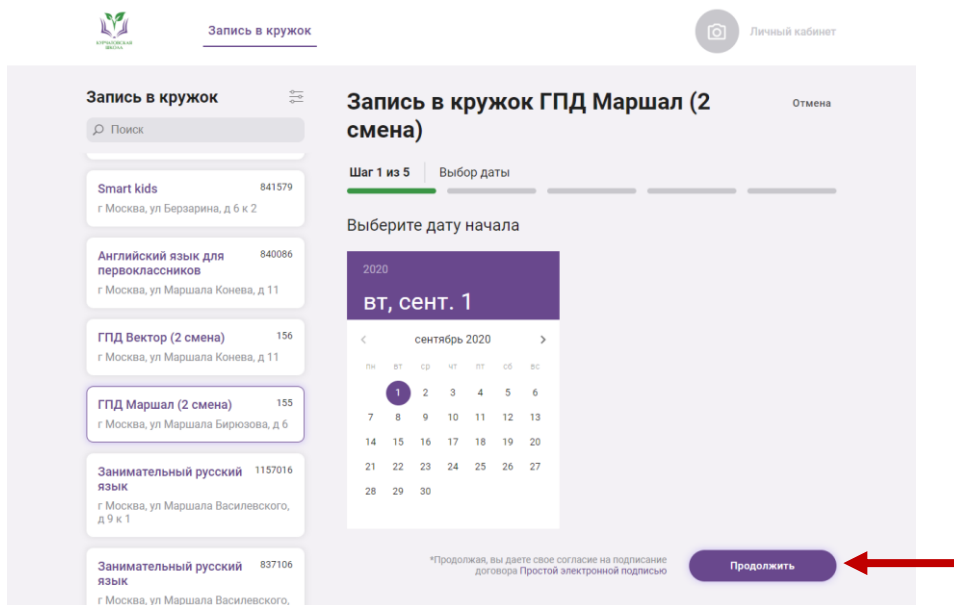 КУРЧАТОВСКАЯ
ШКОЛА
Запись в кружок
Личный кабинет
Запись в кружок
Поиск
Smart kids 841579
г Москва, ул Берзарина, д 6 к 2
Английский язык для 840086
первоклассников
г Москва, ул Маршала Конева, д 11
ГПД Вектор (2 смена) 156
г Москва, ул Маршала Конева, д 11
ГПД Маршал (2 смена) 155
г Москва, ул Маршала Бирюзова, д 6
Занимательный русский 1157016
язык
г Москва, ул Маршала Василевского,
д 9 к 1
Занимательный русский 837106
язык
г Москва, ул Маршала Василевского,
Запись в кружок ГПД Маршал (2
смена)
Отмена
Шаг 1 из 5 Выбор даты
Выберите дату начала
2020
вт, сент. 1
сентябрь 2020
пн вт ср чт пт сб вс
1 2 3 4 5 6
7 8 9 10 11 12 13
14 15 16 17 18 19 20
21 22 23 24 25 26 27
28 29 30
*Продолжая, вы даете свое согласие на подписание
договора Простой электронной подписью
Продолжить